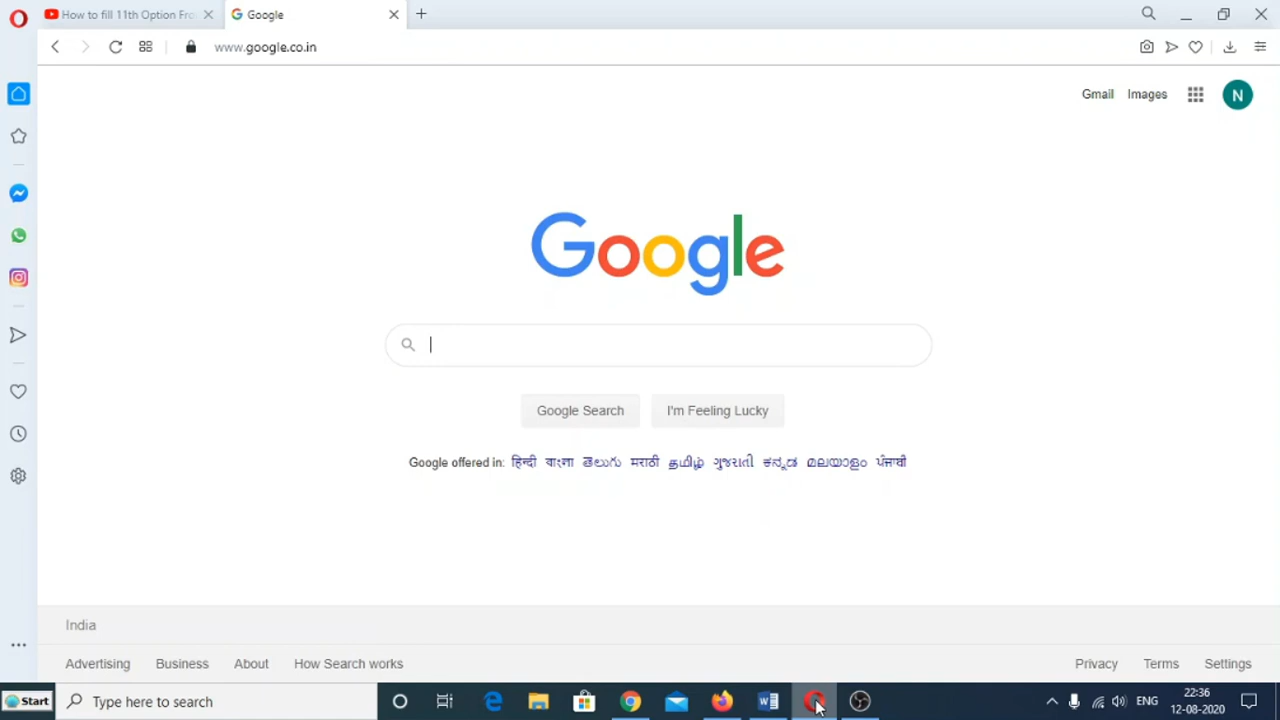 How to fill 11th Option Fro
Google
www.google.co.in
Gmail Images
N
Google
Google Search I'm Feeling Lucky
Google offered in: हिन्दी বাংলা తెలుగు मराठी தமிழ் ગુજરાતી ಕನ್ನಡ മലയാളം ਪੰਜਾਬੀ
India
Advertising Business About How Search works
Privacy Terms Settings
Start
Type here to search
ENG
22:36
12-08-2020